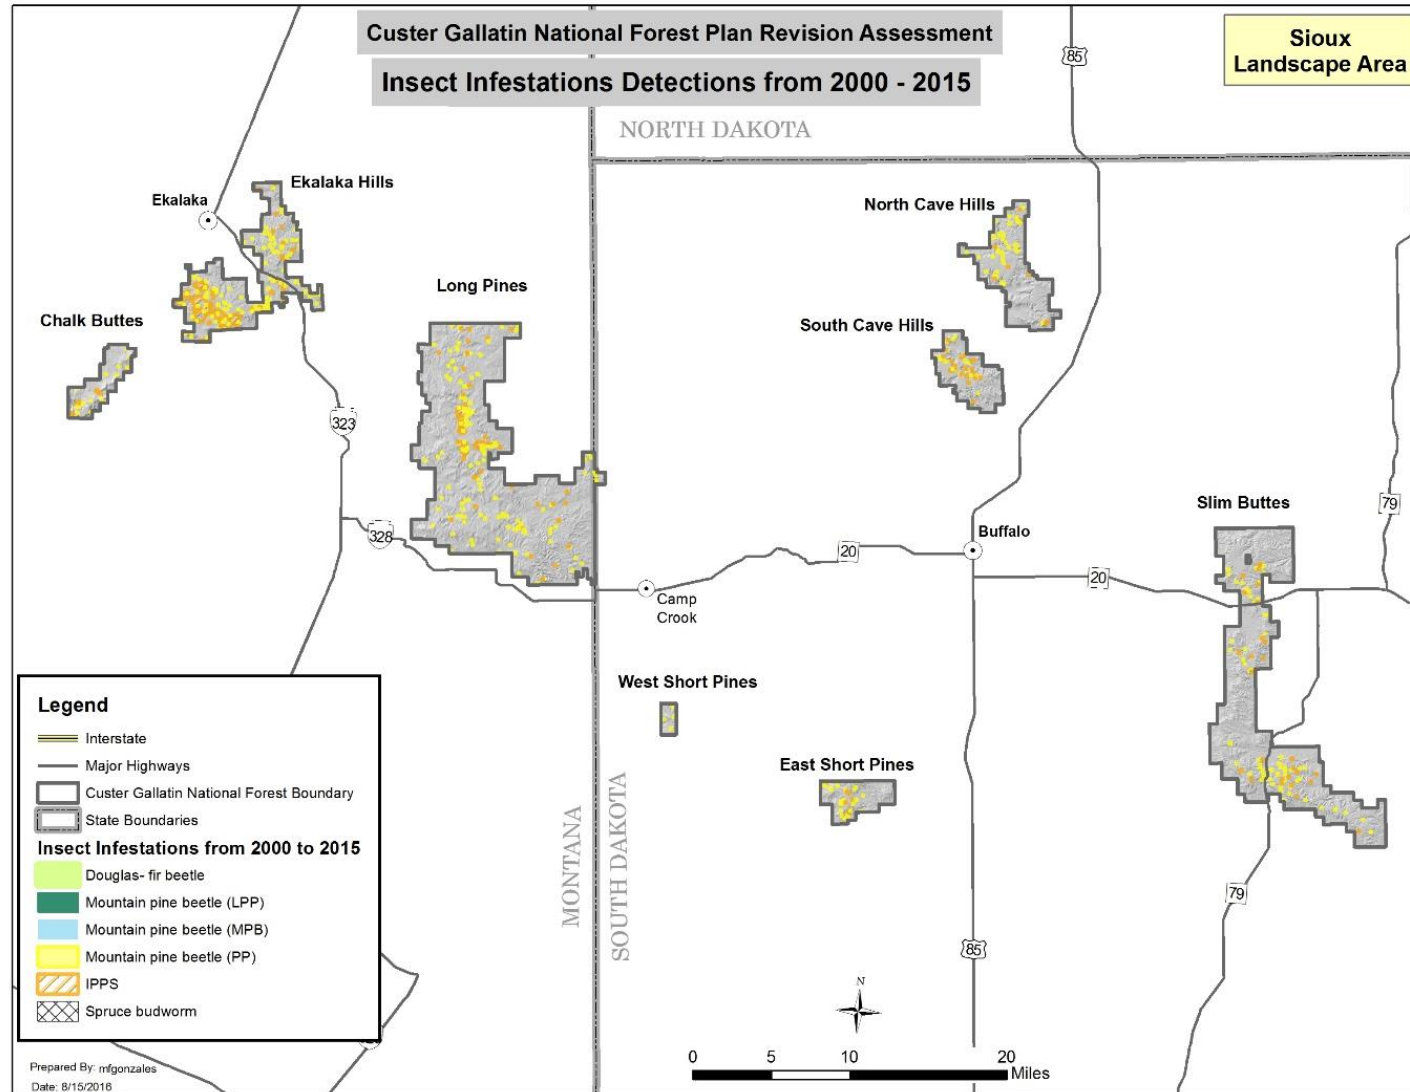 Custer Gallatin National Forest Plan Revision Assessment
Insect Infestations Detections from 2000 - 2015
Sioux
Landscape Area
85
NORTH DAKOTA
Ekalaka Hills
Ekalaka
North Cave Hills
Long Pines
Chalk Buttes
South Cave Hills
323
Slim Buttes
79
328
Buffalo
20
20
Camp
Crook
West Short Pines
East Short Pines
MONTANA
SOUTH DAKOTA
79
85
Legend
Interstate
Major Highways
Custer Gallatin National Forest Boundary
State Boundaries
Insect Infestations from 2000 to 2015
Douglas- fir beetle
Mountain pine beetle (LPP)
Mountain pine beetle (MPB)
Mountain pine beetle (PP)
IPPS
Spruce budworm
N
0 5 10 20
Miles
Prepared By: mfgonzales
Date: 8/15/2016